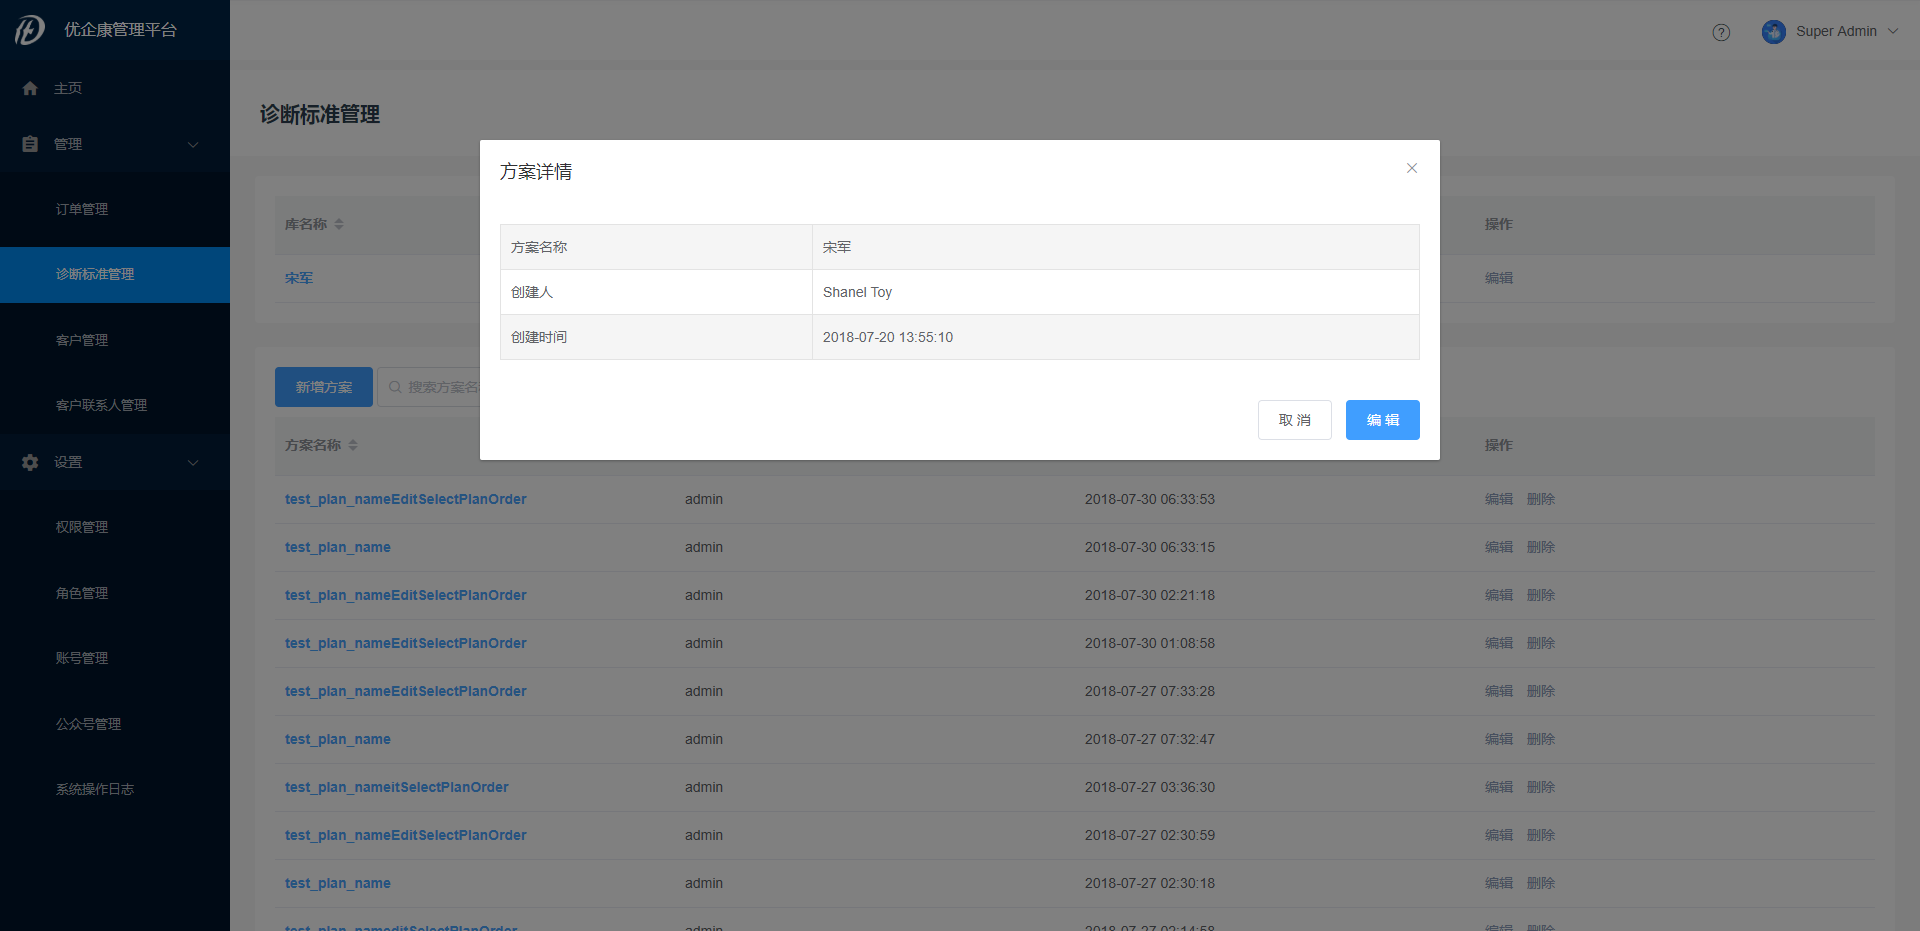 优企康管理平台
Super Admin
主页
管理
订单管理
诊断标准管理
客户管理
客户联系人管理
设置
权限管理
角色管理
账号管理
公众号管理
系统操作日志
诊断标准管理
库名称 操作
宋军 编辑
方案详情
方案名称 宋军
创建人 Shanel Toy
创建时间 2018-07-20 13:55:10
取消 编辑
新增方案 搜索方案名
方案名称 操作
test_plan_nameEditSelectPlanOrder admin 2018-07-30 06:33:53 编辑 删除
test_plan_name admin 2018-07-30 06:33:15 编辑 删除
test_plan_nameEditSelectPlanOrder admin 2018-07-30 02:21:18 编辑 删除
test_plan_nameEditSelectPlanOrder admin 2018-07-30 01:08:58 编辑 删除
test_plan_nameEditSelectPlanOrder admin 2018-07-27 07:33:28 编辑 删除
test_plan_name admin 2018-07-27 07:32:47 编辑 删除
test_plan_nameitSelectPlanOrder admin 2018-07-27 03:36:30 编辑 删除
test_plan_nameEditSelectPlanOrder admin 2018-07-27 02:30:59 编辑 删除
test_plan_name admin 2018-07-27 02:30:18 编辑 删除
test_plan_nameditSelectPlanOrder admin 2018-07-27 02:14:58 编辑 删除